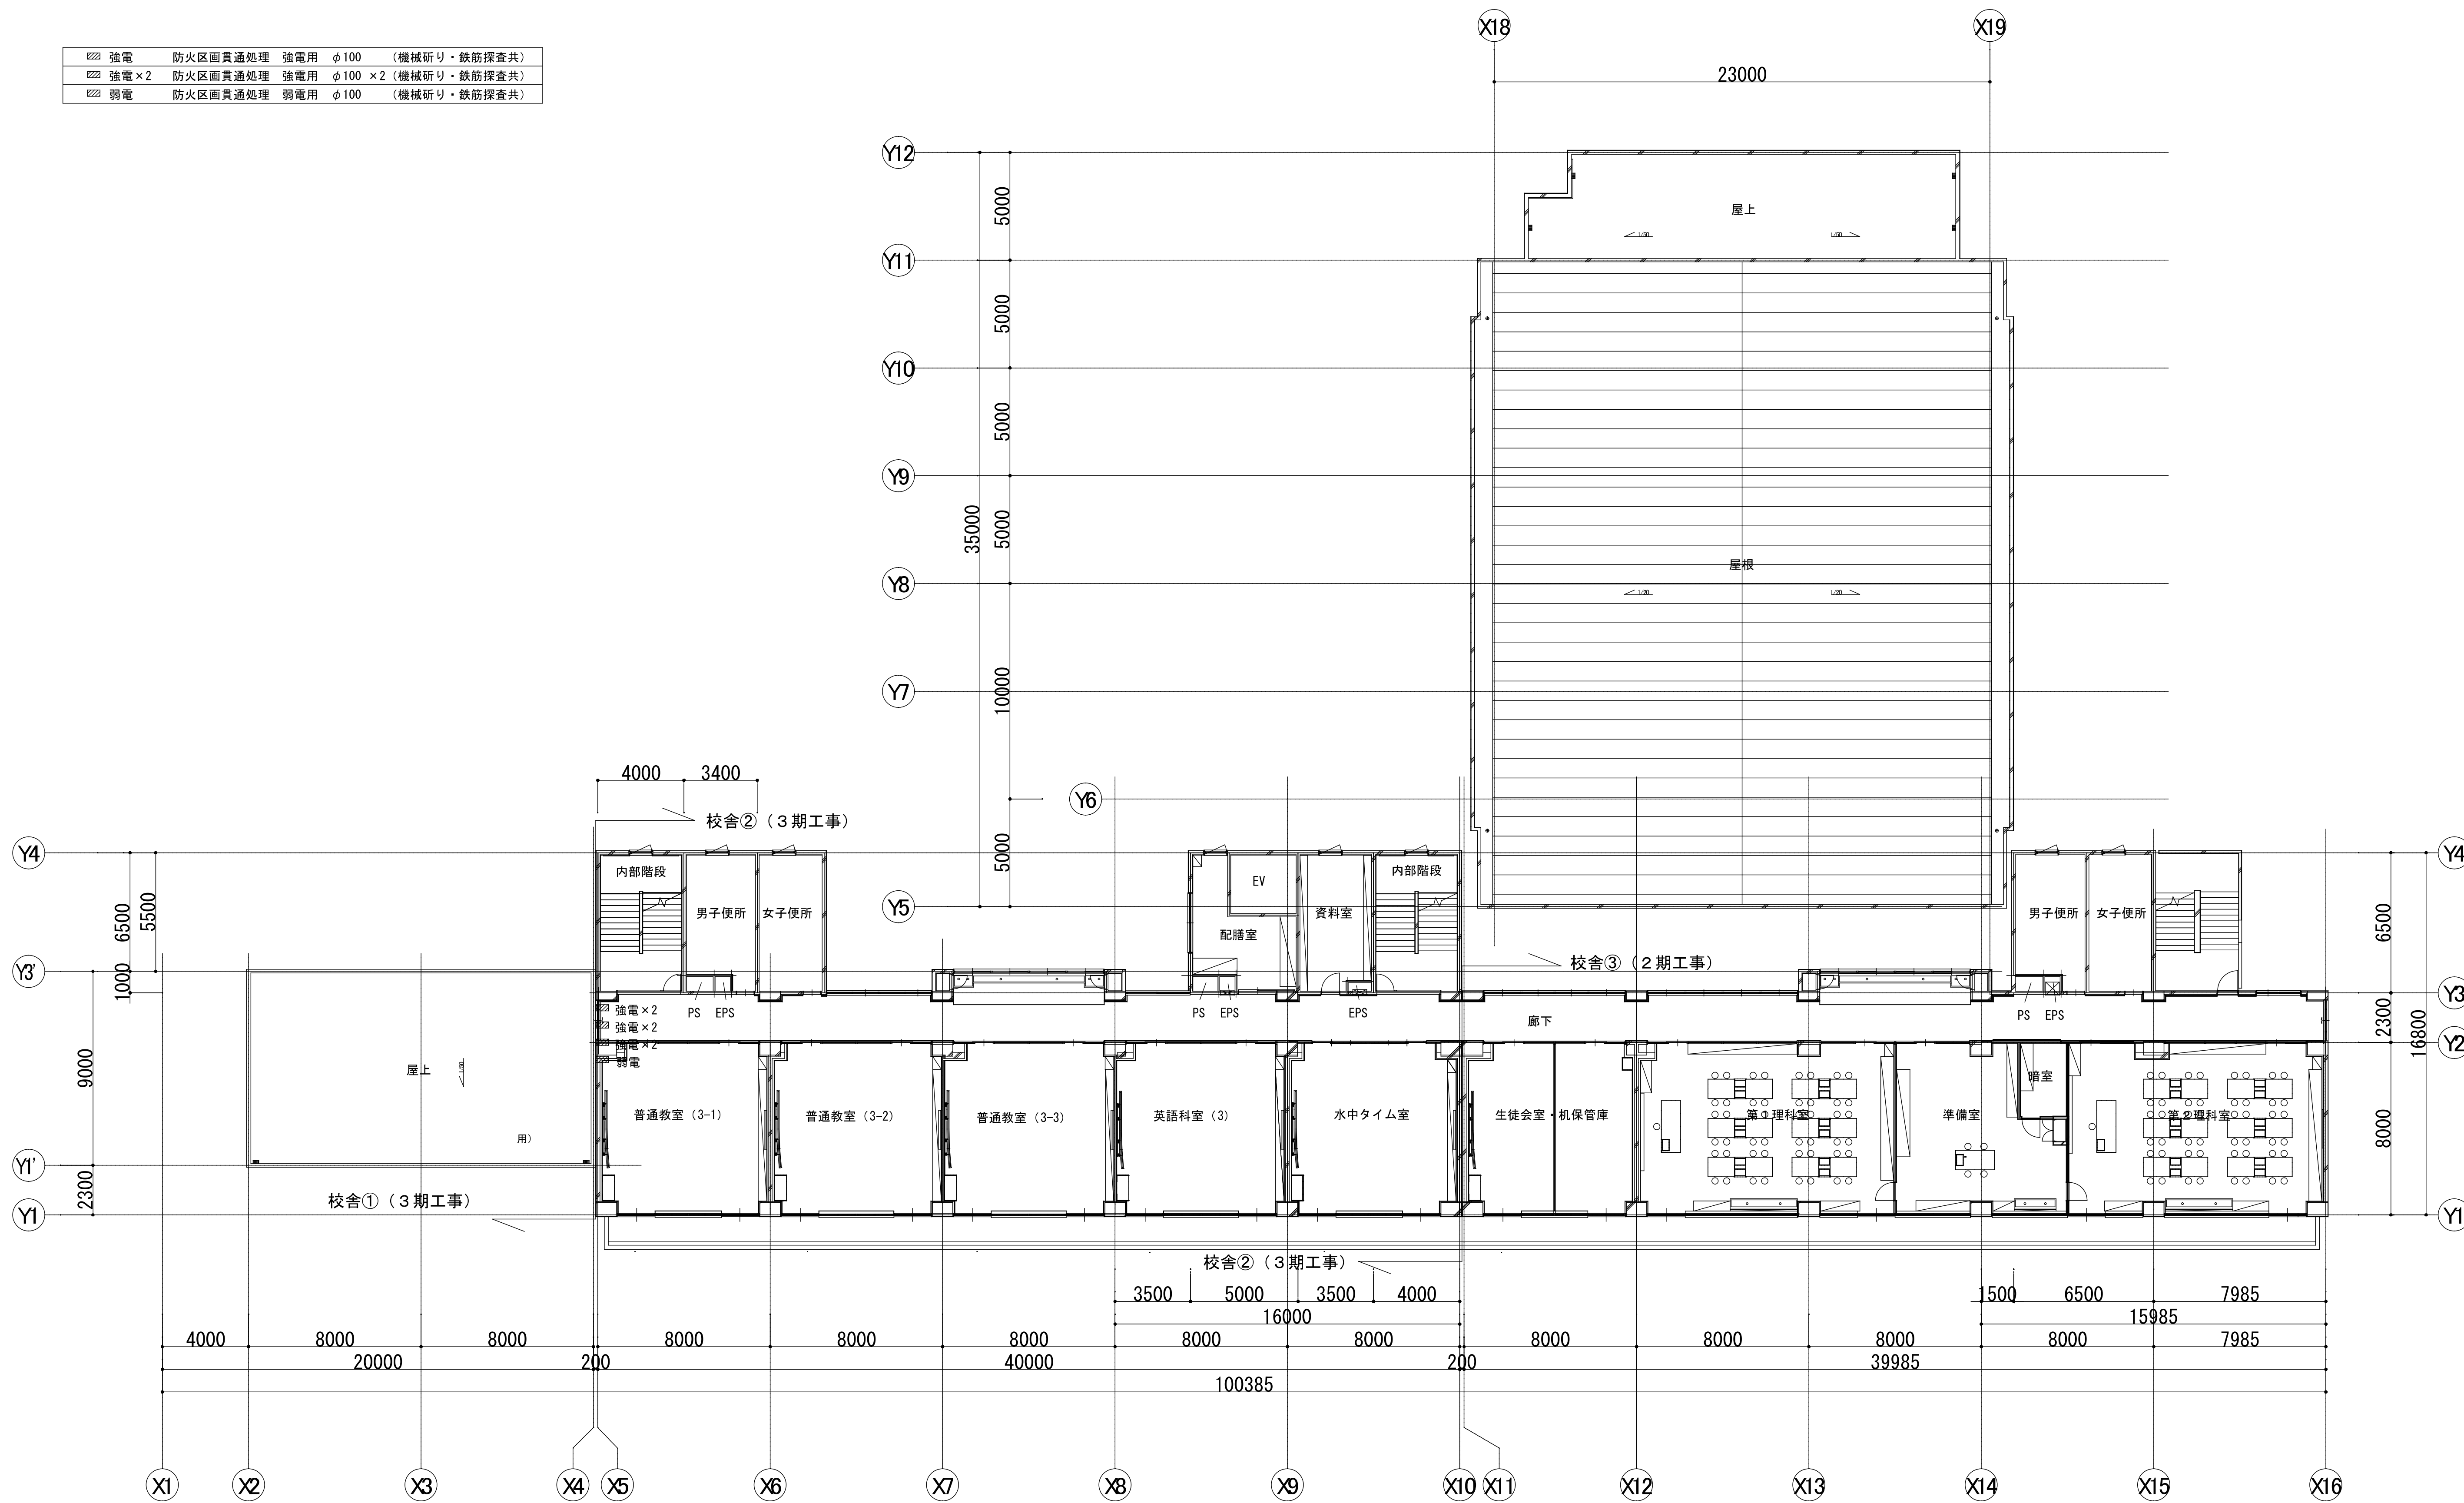 X18 X19
23000
強電 防火区画貫通処理 強電用 φ100 (機械斫り・鉄筋探査共)
強電×2 防火区画貫通処理 強電用 φ100 ×2 (機械斫り・鉄筋探査共)
弱電 防火区画貫通処理 弱電用 φ100 (機械斫り・鉄筋探査共)
Y12
5000
屋上
1/50 1/50
Y11
5000
Y10
5000
Y9
35000
5000
Y8
屋根
1/20 1/20
10000
Y7
4000 3400
Y6
校舎②(3期工事)
5000
Y4 Y4
内部階段
EV
内部階段
Y5
男子便所 女子便所
資料室
男子便所 女子便所
6500
5500
配膳室
6500
校舎③(2期工事)
Y3'
1000
Y3
強電×2
PS EPS
PS EPS
EPS
PS EPS
廊下
強電×2
強電×2
弱電
2300
16800
Y2
9000
屋上
1/50
暗室
普通教室(3-1)
普通教室(3-2)
普通教室(3-3)
英語科室(3)
水中タイム室
生徒会室・机保管庫
第1理科室
準備室
第2理科室
8000
用)
Y1'
2300
校舎①(3期工事)
Y1 Y1
校舎②(3期工事)
3500 5000 3500 4000
1500 6500 7985
16000
15985
4000 8000 8000 8000 8000 8000 8000 8000 8000 8000 8000 8000 7985
20000 200 40000 200 39985
100385
X1 X2 X3 X4 X5 X6 X7 X8 X9 X10 X11 X12 X13 X14 X15 X16